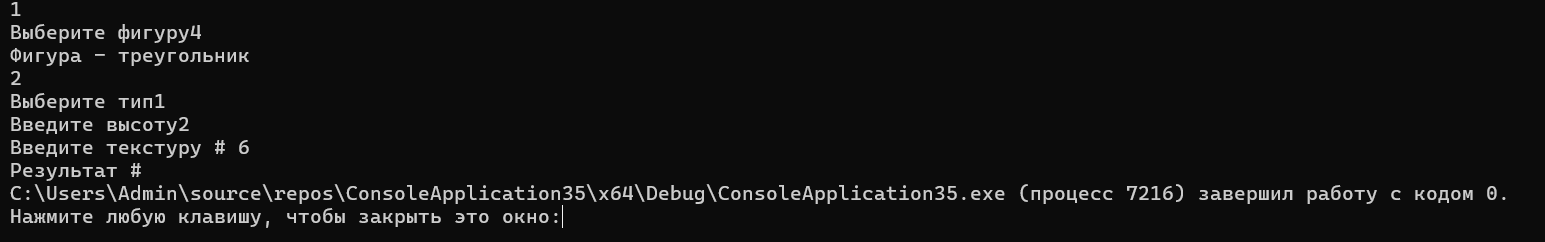 1
Выберите фигуру4
Фигура - треугольник
2
Выберите тип1
Введите высоту2
Введите текстуру # 6
Результат #
C:\Users\Admin\source\repos\ConsoleApplication35\x64\Debug\ConsoleApplication35.exe (процесс 7216) завершил работу с кодом 0.
Нажмите любую клавишу, чтобы закрыть это окно: